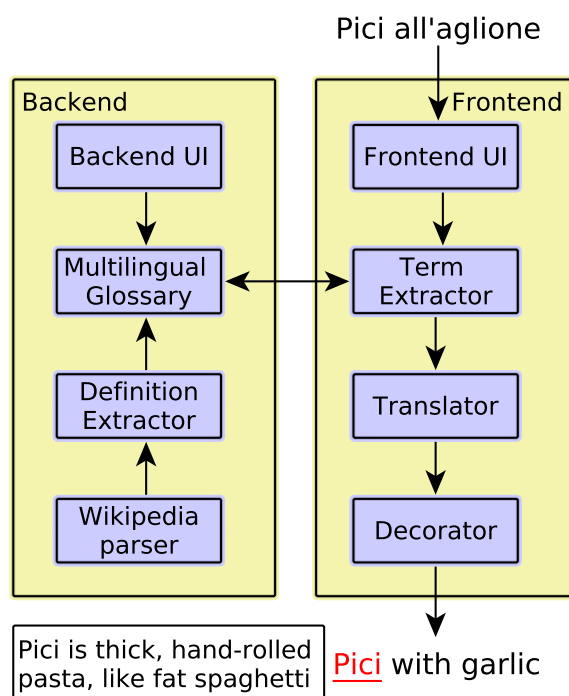 Pici all'aglione
Backend
Frontend
Backend UI
Frontend UI
Multilingual
Glossary
Term
Extractor
Definition
Extractor
Translator
Wikipedia
parser
Decorator
Pici is thick, hand-rolled
pasta, like fat spaghetti
Pici with garlic